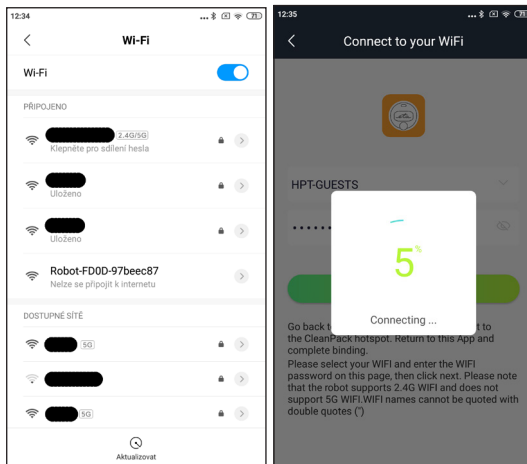 12:34
71
Wi-Fi
Wi-Fi
PŘIPOJENO
2.4G/5G
Klepněte pro sdílení hesla
Uloženo
Uloženo
Robot-FD0D-97beec87
Nelze se připojit k internetu
DOSTUPNÉ SÍTĚ
5G
5G
Aktualizovat
12:35
71
Connect to your WiFi
HPT-GUESTS
5%
Connecting ...
Go back t t to
the CleanPack hotspot. Return to this App and
complete binding.
Please select your WIFI and enter the WIFI
password on this page, then click next. Please note
that the robot supports 2.4G WIFI and does not
support 5G WIFI.WIFI names cannot be quoted with
double quotes (")